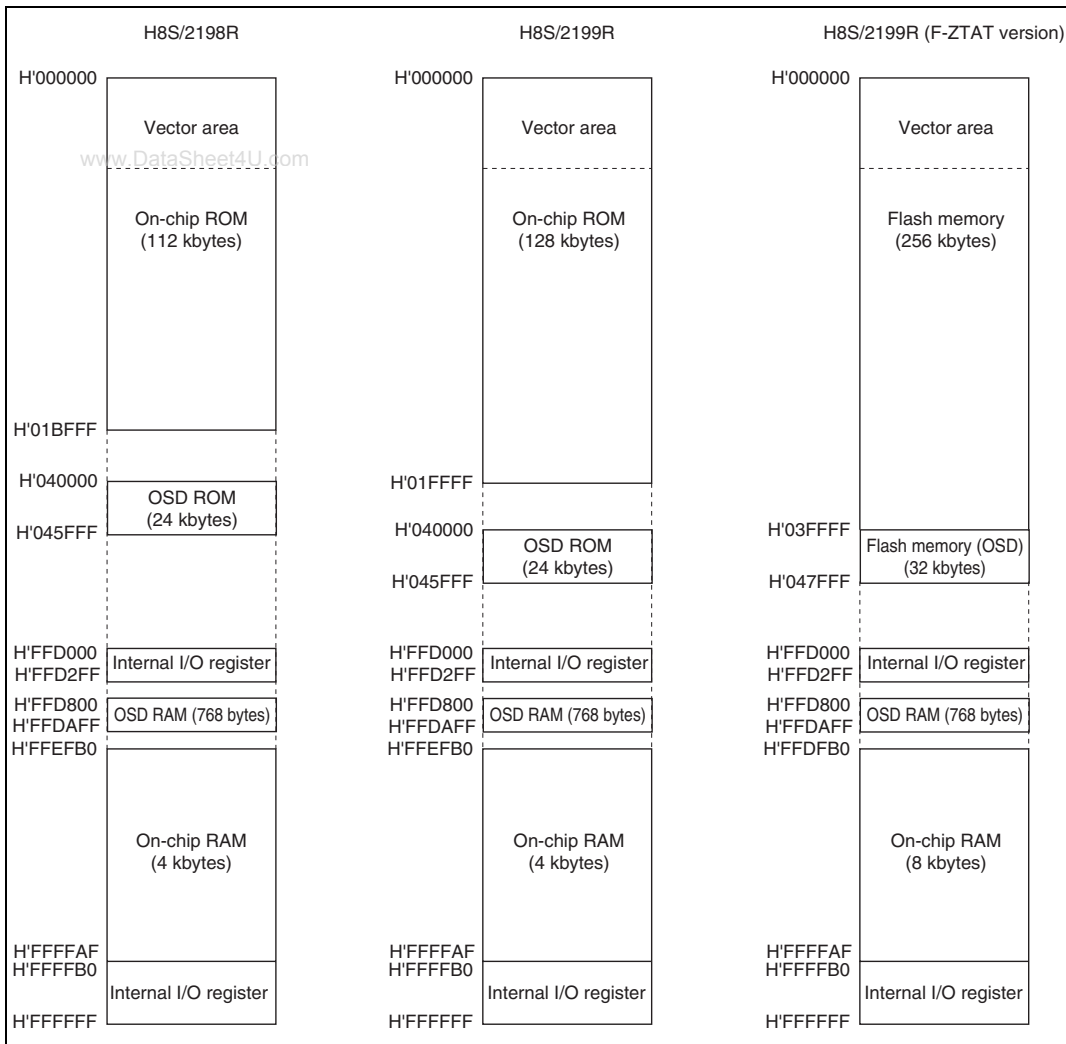 H8S/2198R
H'000000
Vector area
www.DataSheet4U.com
On-chip ROM
(112 kbytes)
H'01BFFF
H'040000
OSD ROM
(24 kbytes)
H'045FFF
H'FFD000
Internal I/O register
H'FFD2FF
H'FFD800
OSD RAM (768 bytes)
H'FFDAFF
H'FFEFB0
On-chip RAM
(4 kbytes)
H'FFFFAF
H'FFFFB0
Internal I/O register
H'FFFFFF
H8S/2199R
H'000000
Vector area
On-chip ROM
(128 kbytes)
H'01FFFF
H'040000
OSD ROM
(24 kbytes)
H'045FFF
H'FFD000
Internal I/O register
H'FFD2FF
H'FFD800
OSD RAM (768 bytes)
H'FFDAFF
H'FFEFB0
On-chip RAM
(4 kbytes)
H'FFFFAF
H'FFFFB0
Internal I/O register
H'FFFFFF
H8S/2199R (F-ZTAT version)
H'000000
Vector area
Flash memory
(256 kbytes)
H'03FFFF
Flash memory (OSD)
(32 kbytes)
H'047FFF
H'FFD000
Internal I/O register
H'FFD2FF
H'FFD800
OSD RAM (768 bytes)
H'FFDAFF
H'FFDFB0
On-chip RAM
(8 kbytes)
H'FFFFAF
H'FFFFB0
Internal I/O register
H'FFFFFF